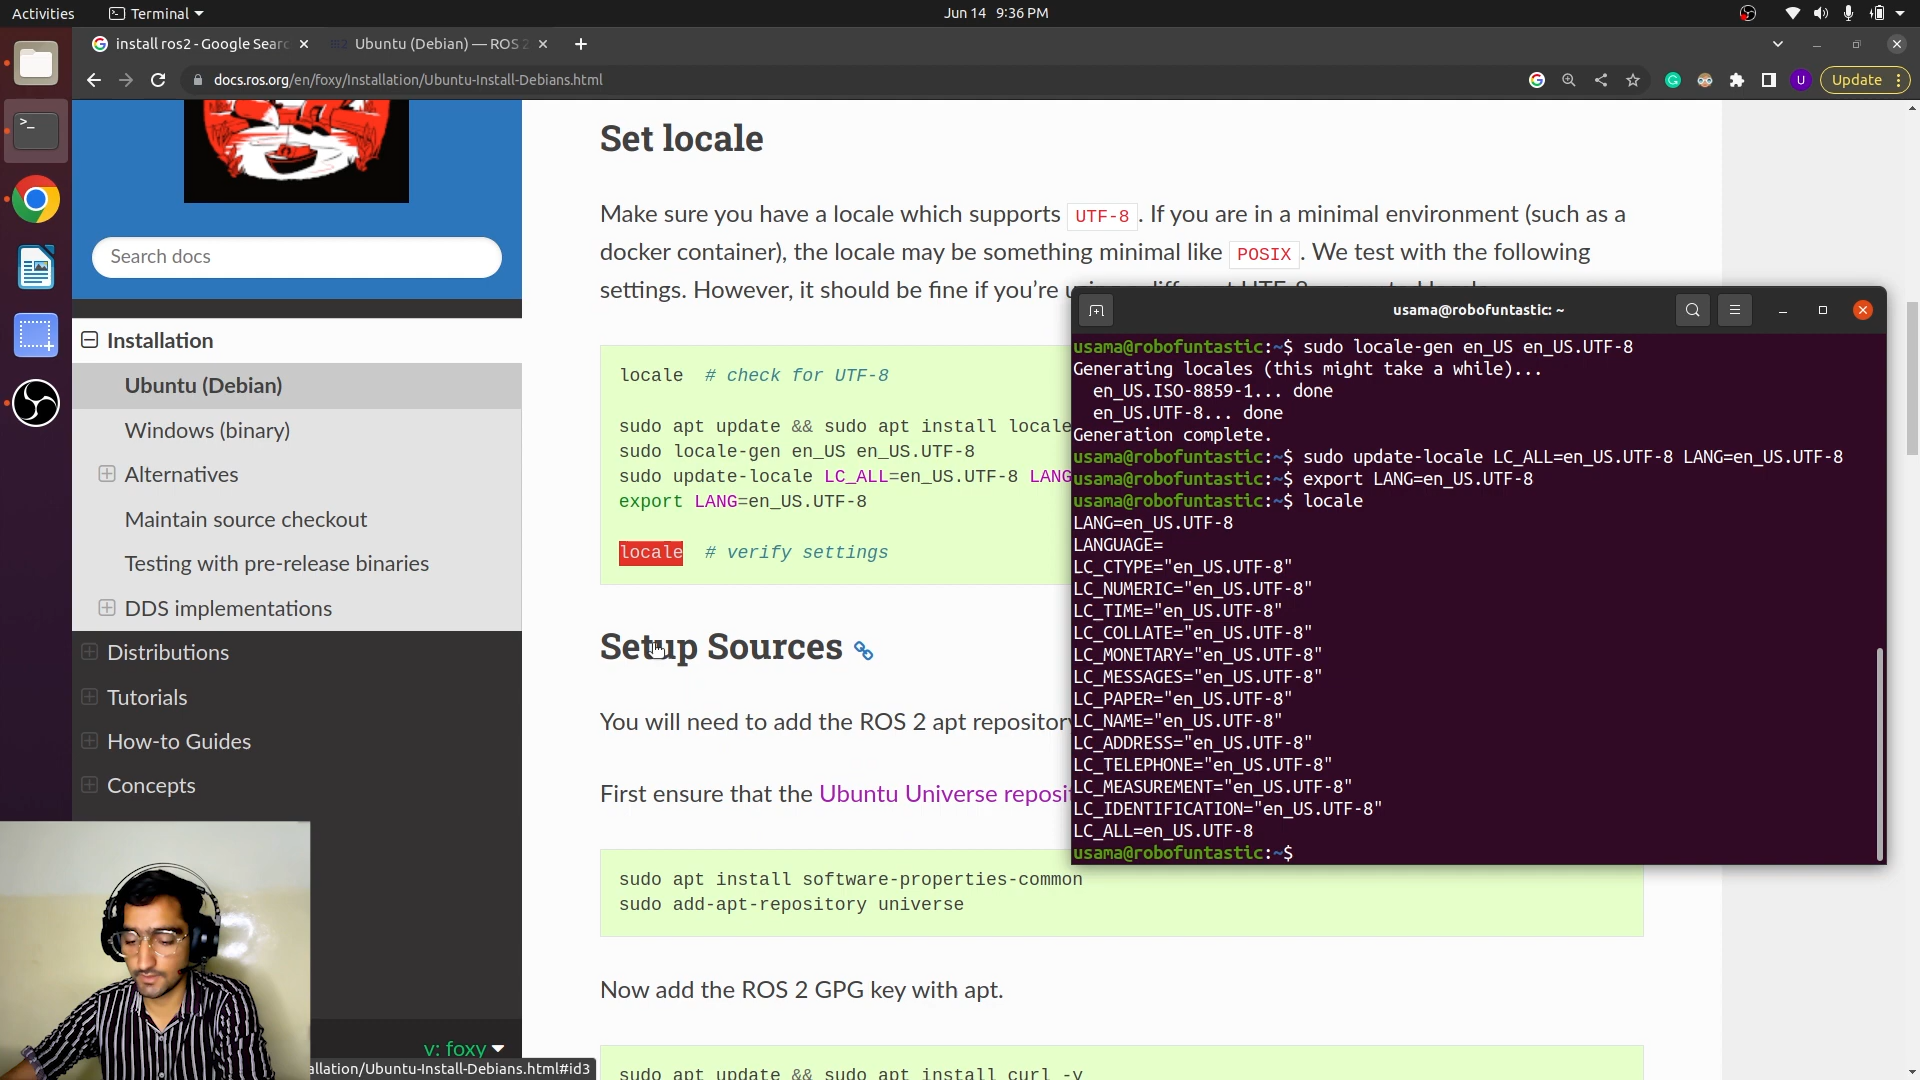 Activities
Terminal
Jun 14 9:36 PM
install ros2 - Google Searc
Ubuntu (Debian) — ROS 2
docs.ros.org/en/foxy/Installation/Ubuntu-Install-Debians.html
U
Update
Search docs
Installation
Ubuntu (Debian)
Windows (binary)
Alternatives
Maintain source checkout
Testing with pre-release binaries
DDS implementations
Distributions
Tutorials
How-to Guides
Concepts
v: foxy
allation/Ubuntu-Install-Debians.html#id3
Set locale
Make sure you have a locale which supports UTF-8 . If you are in a minimal environment (such as a
docker container), the locale may be something minimal like POSIX . We test with the following
settings. However, it should be fine if you’re
locale # check for UTF-8
sudo apt update && sudo apt install locale
sudo locale-gen en_US en_US.UTF-8
sudo update-locale LC_ALL=en_US.UTF-8 LANG
export LANG=en_US.UTF-8
locale # verify settings
Setup Sources
You will need to add the ROS 2 apt repository
First ensure that the Ubuntu Universe reposi
sudo apt install software-properties-common
sudo add-apt-repository universe
Now add the ROS 2 GPG key with apt.
sudo apt update && sudo apt install curl -y
usama@robofuntastic: ~
usama@robofuntastic:~$ sudo locale-gen en_US en_US.UTF-8
Generating locales (this might take a while)...
en_US.ISO-8859-1... done
en_US.UTF-8... done
Generation complete.
usama@robofuntastic:~$ sudo update-locale LC_ALL=en_US.UTF-8 LANG=en_US.UTF-8
usama@robofuntastic:~$ export LANG=en_US.UTF-8
usama@robofuntastic:~$ locale
LANG=en_US.UTF-8
LANGUAGE=
LC_CTYPE="en_US.UTF-8"
LC_NUMERIC="en_US.UTF-8"
LC_TIME="en_US.UTF-8"
LC_COLLATE="en_US.UTF-8"
LC_MONETARY="en_US.UTF-8"
LC_MESSAGES="en_US.UTF-8"
LC_PAPER="en_US.UTF-8"
LC_NAME="en_US.UTF-8"
LC_ADDRESS="en_US.UTF-8"
LC_TELEPHONE="en_US.UTF-8"
LC_MEASUREMENT="en_US.UTF-8"
LC_IDENTIFICATION="en_US.UTF-8"
LC_ALL=en_US.UTF-8
usama@robofuntastic:~$